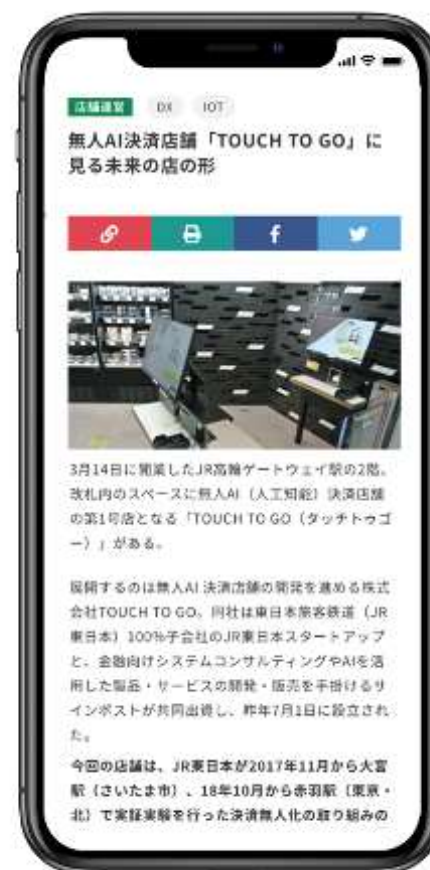 店舗運営 DX IOT
無人AI決済店舗「TOUCH TO GO」に
見る未来の店の形
3月14日に開業したJR高輪ゲートウェイ駅の2階。
改札内のスペースに無人AI（人工知能）決済店舗
の第1号店となる「TOUCH TO GO（タッチトゥゴ
ー）」がある。
展開するのは無人AI 決済店舗の開発を進める株式
会社TOUCH TO GO。同社は東日本旅客鉄道（JR
東日本）100%子会社のJR東日本スタートアップ
と、金融向けシステムコンサルティングやAIを活
用した製品・サービスの開発・販売を手掛けるサ
インポストが共同出資し、昨年7月1日に設立され
た。
今回の店舗は、JR東日本が2017年11月から大宮
駅（さいたま市）、18年10月から赤羽駅（東京・
北）で実証実験を行った決済無人化の取り組みの